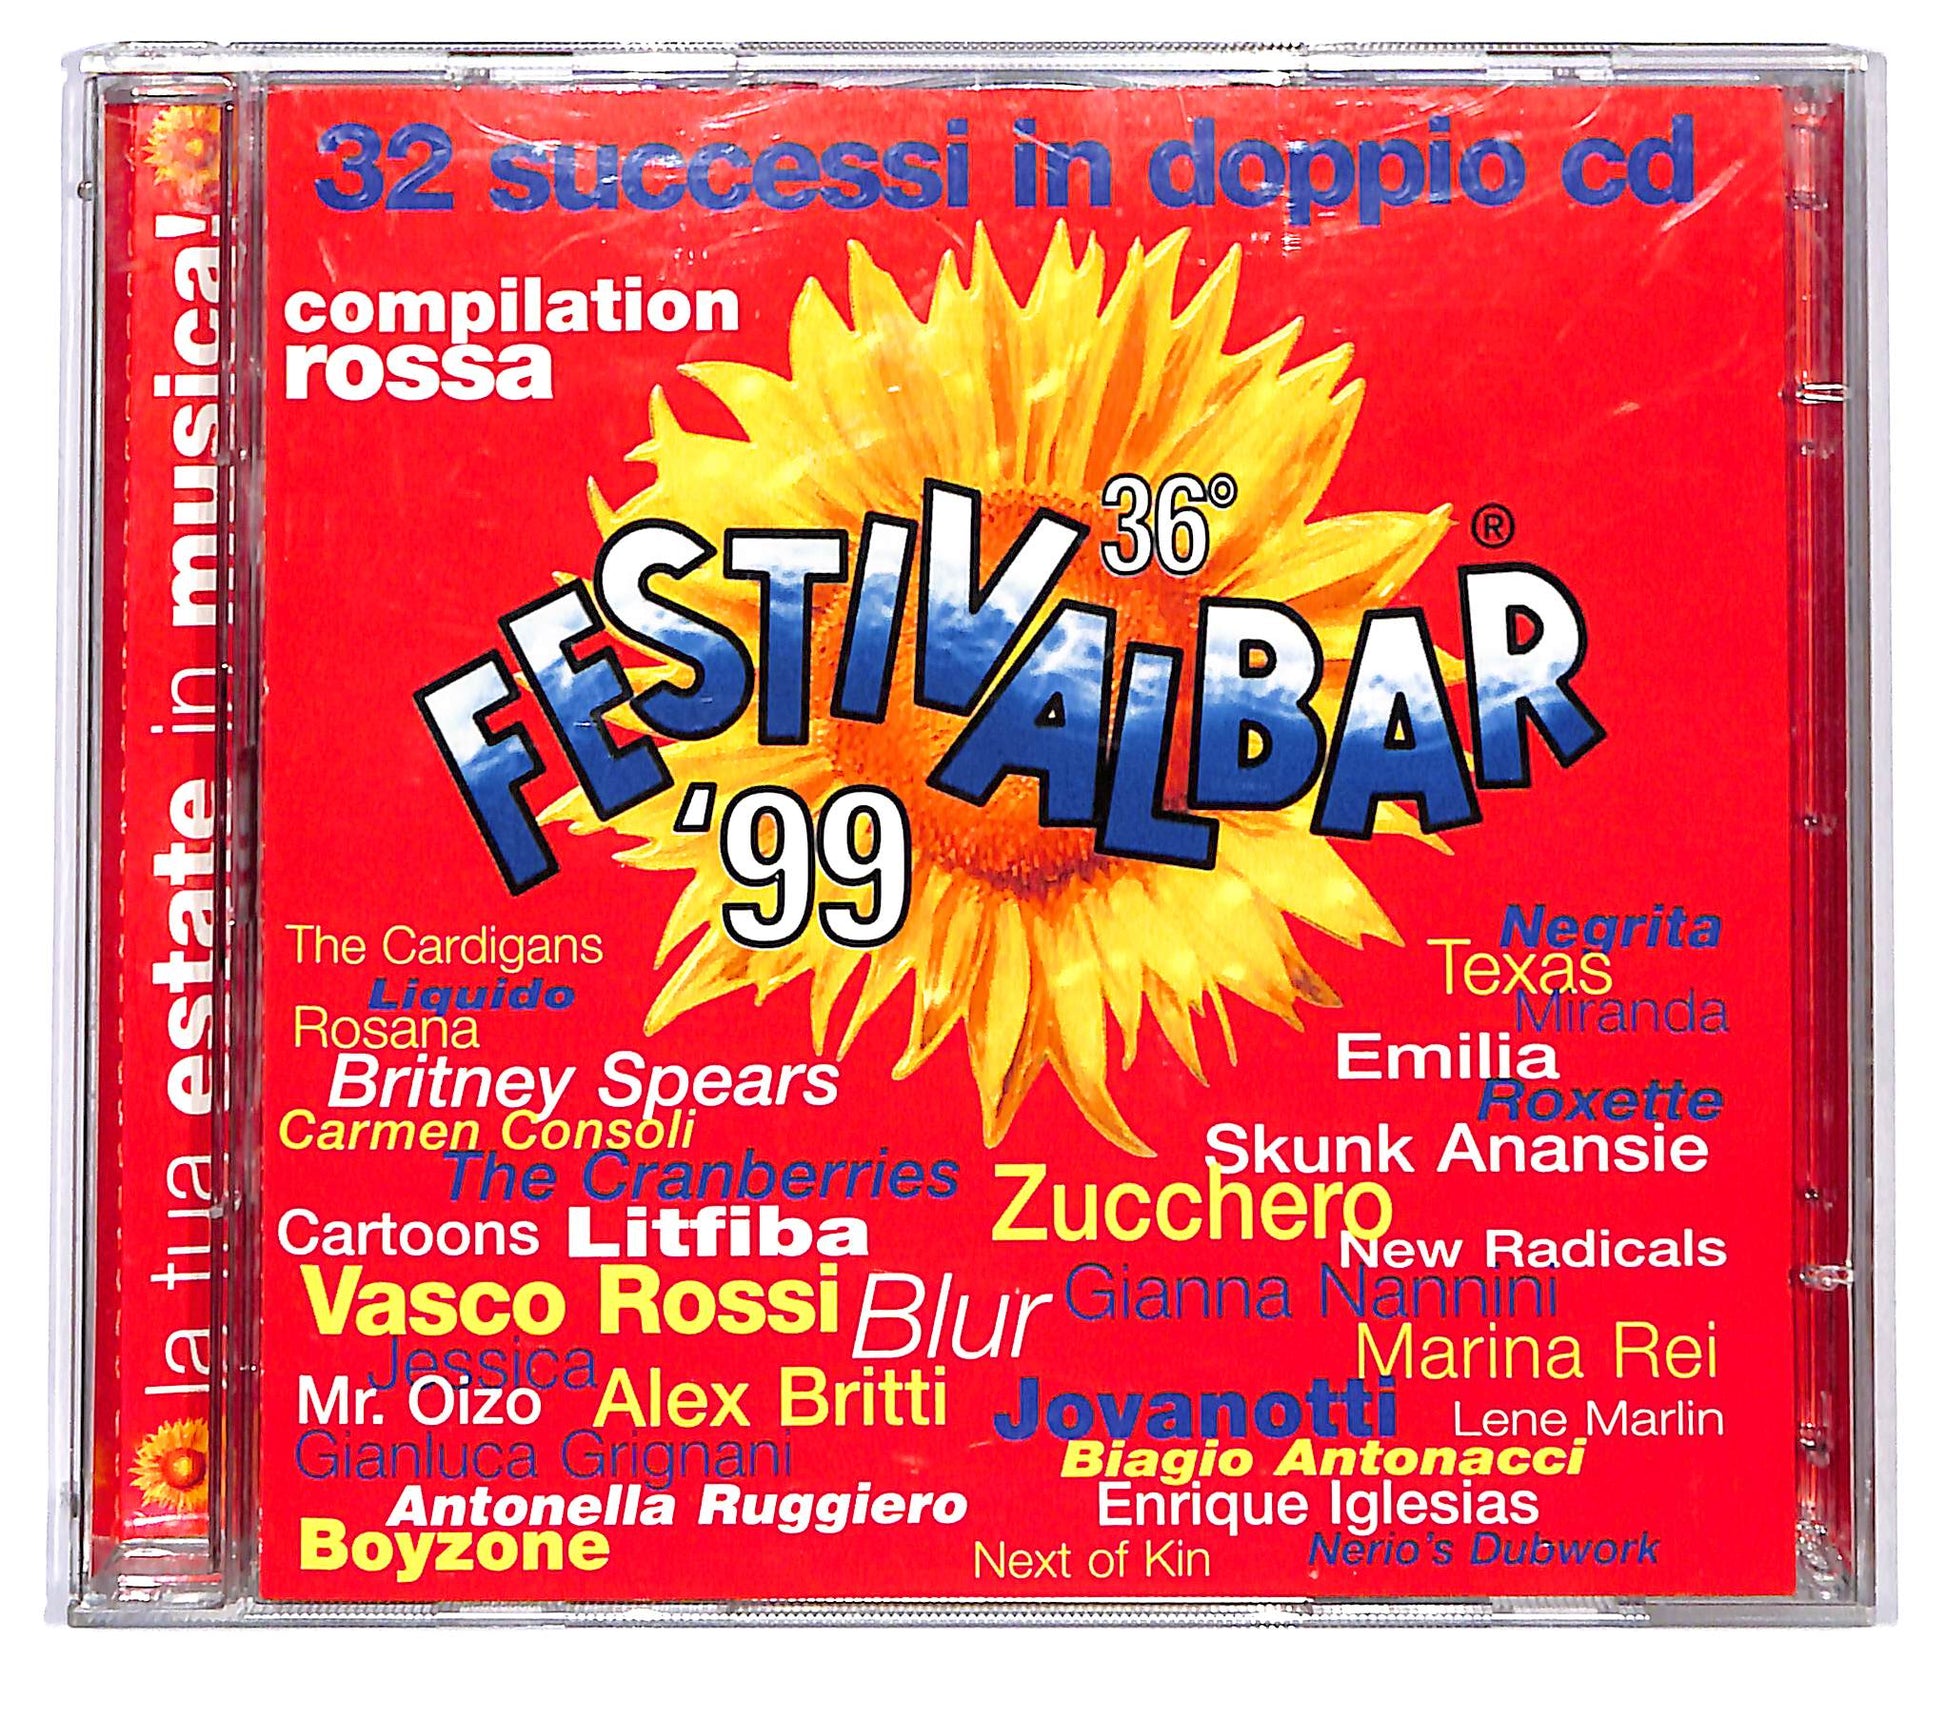 32 successi in doppio cd
compilation
rossa
36°
FESTIVALBAR ®
'99
The Cardigans
Liquido
Rosana
Britney Spears
Carmen Consoli
The Cranberries
Cartoons Litfiba
Vasco Rossi Blur
Jessica
Mr. Oizo Alex Britti
Gianluca Grignani
Antonella Ruggiero
Boyzone
Negrita
Texas
Miranda
Emilia
Roxette
Skunk Anansie
Zucchero
New Radicals
Gianna Nannini
Marina Rei
Jovanotti Lene Marlin
Biagio Antonacci
Enrique Iglesias
Next of Kin Nerio's Dubwork
la tua estate in musica!